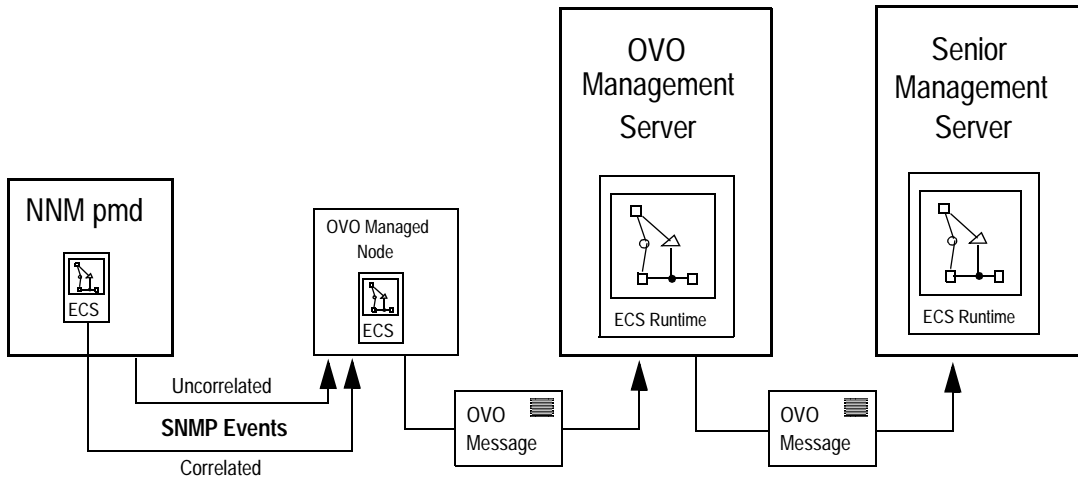 NNM pmd
ECS
OVO Managed
Node
ECS
OVO
Management
Server
ECS Runtime
Senior
Management
Server
ECS Runtime
Uncorrelated
SNMP Events
Correlated
OVO
Message
OVO
Message